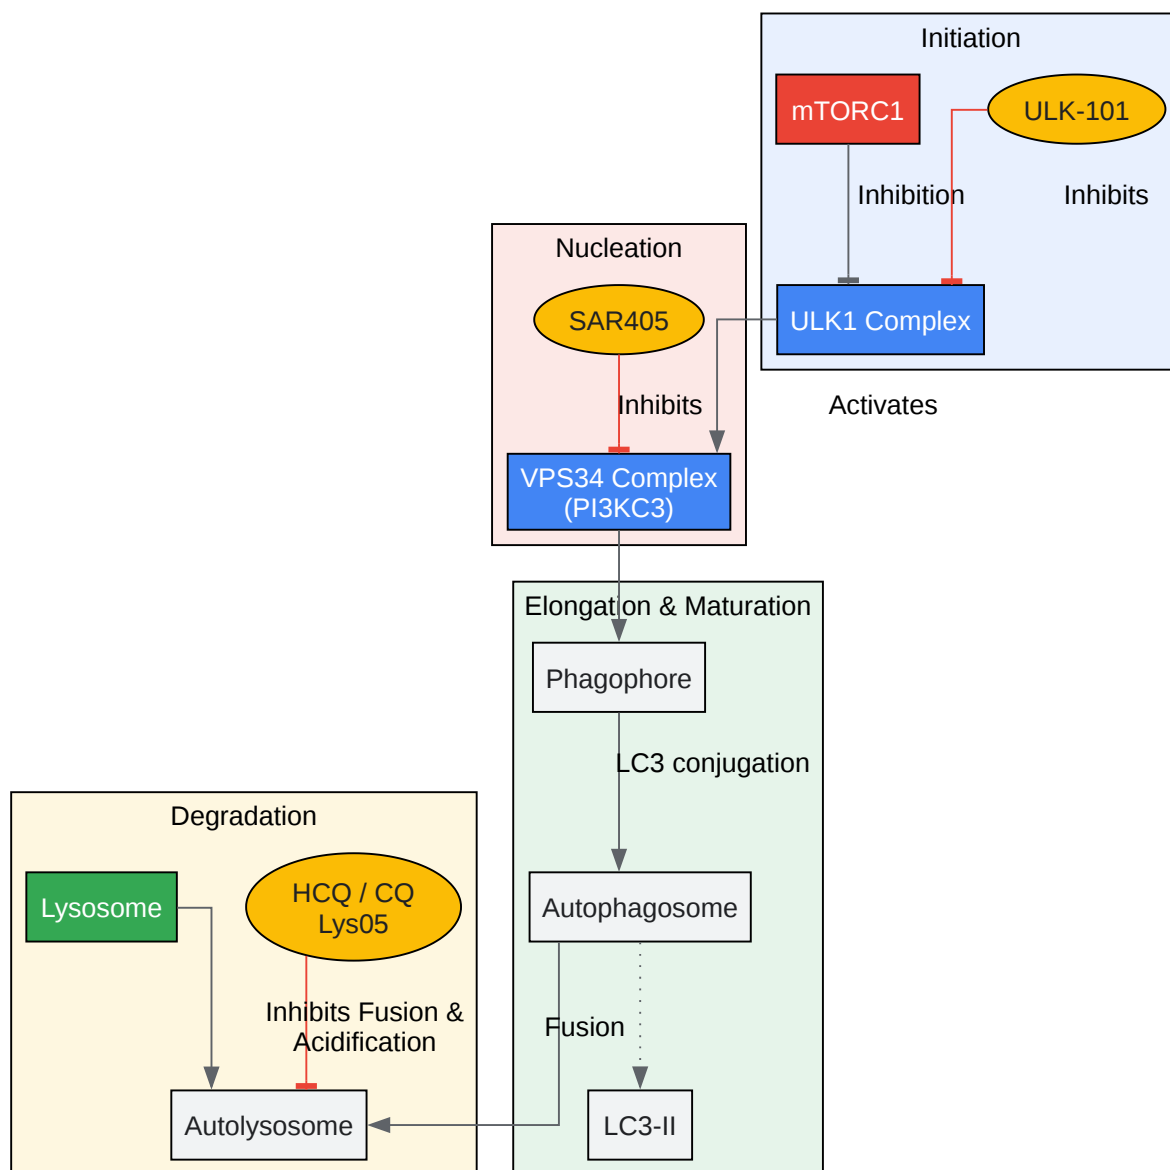 Initiation
mTORC1
ULK-101
Inhibition
Inhibits
ULK1 Complex
Activates
Nucleation
SAR405
Inhibits
VPS34 Complex
(PI3KC3)
Elongation & Maturation
Phagophore
LC3 conjugation
Autophagosome
Fusion
LC3-II
Degradation
Lysosome
HCQ / CQ
Lys05
Inhibits Fusion &
Acidification
Autolysosome